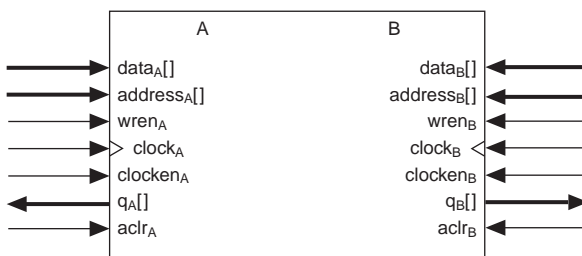 A B
dataA[] dataB[]
addressA[] addressB[]
wrenA wrenB
clockA clockB
clockenA clockenB
qA[] qB[]
aclrA aclrB